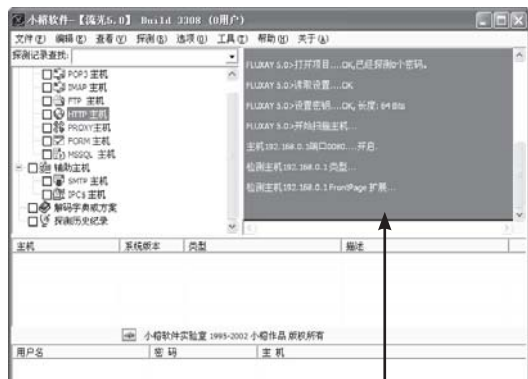 小榕软件-【流光5.0】 Build 3308 (0用户)
文件(F) 编辑(E) 查看(V) 探测(R) 选项(O) 工具(T) 帮助(H) 关于(A)
探测记录查找:
POP3 主机
IMAP 主机
FTP 主机
HTTP 主机
PROXY主机
FORM 主机
MSSQL 主机
辅助主机
SMTP 主机
IPC$ 主机
解码字典或方案
探测历史纪录
FLUXAY 5.0>打开项目....OK,已经探测0个密码。
FLUXAY 5.0>读取设置....OK
FLUXAY 5.0>设置密钥....OK, 长度: 64 Bits
FLUXAY 5.0>开始扫描主机...
主机192.168.0.1端口0080....开启.
检测主机192.168.0.1 类型...
检测主机192.168.0.1 FrontPage 扩展...
主机 系统版本 类型 描述
小榕软件实验室 1995-2002 小榕作品 版权所有
用户名 密 码 主 机